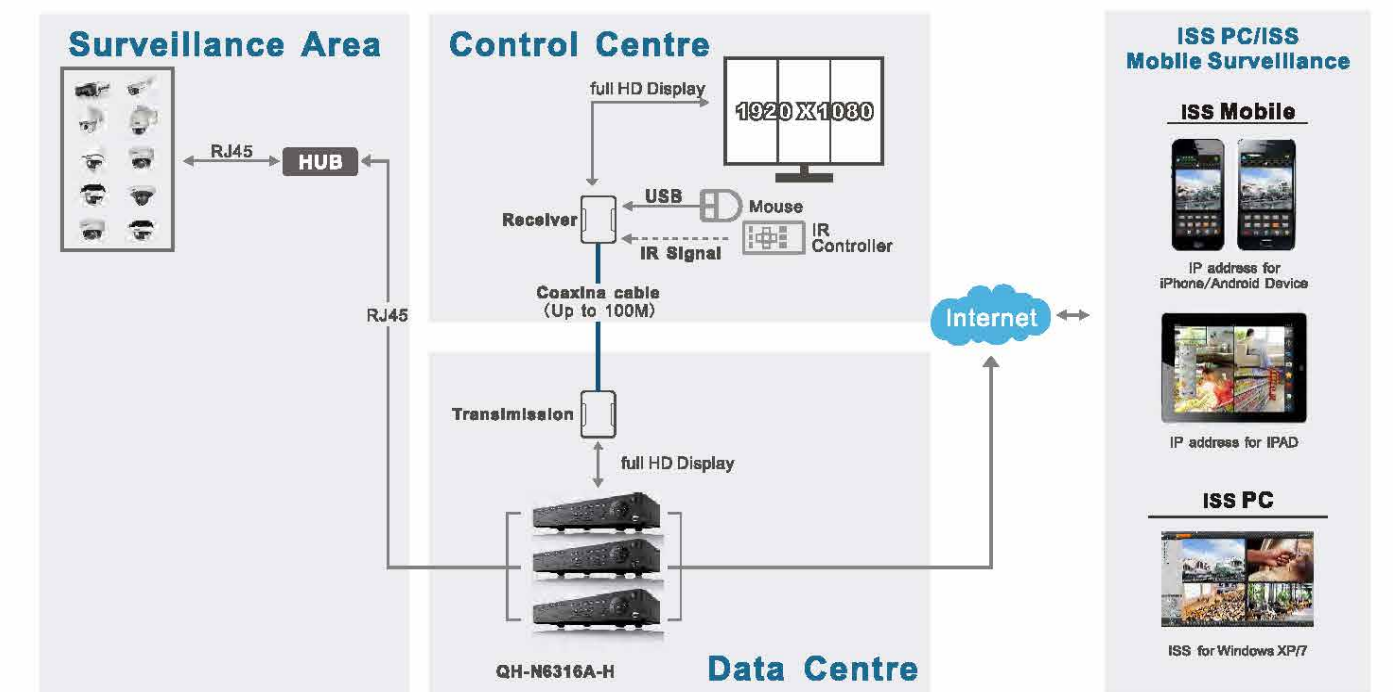 Surveillance Area
RJ45
HUB
RJ45
Control Centre
full HD Display
1920 X 1080
Receiver
USB
Mouse
IR Signal
IR
Controller
Coaxina cable
(Up to 100M)
Transimission
full HD Display
QH-N6316A-H
Data Centre
Internet
ISS PC/ISS
Mobile Surveillance
ISS Mobile
IP address for
iPhone/Android Device
IP address for IPAD
ISS PC
ISS for Windows XP/7